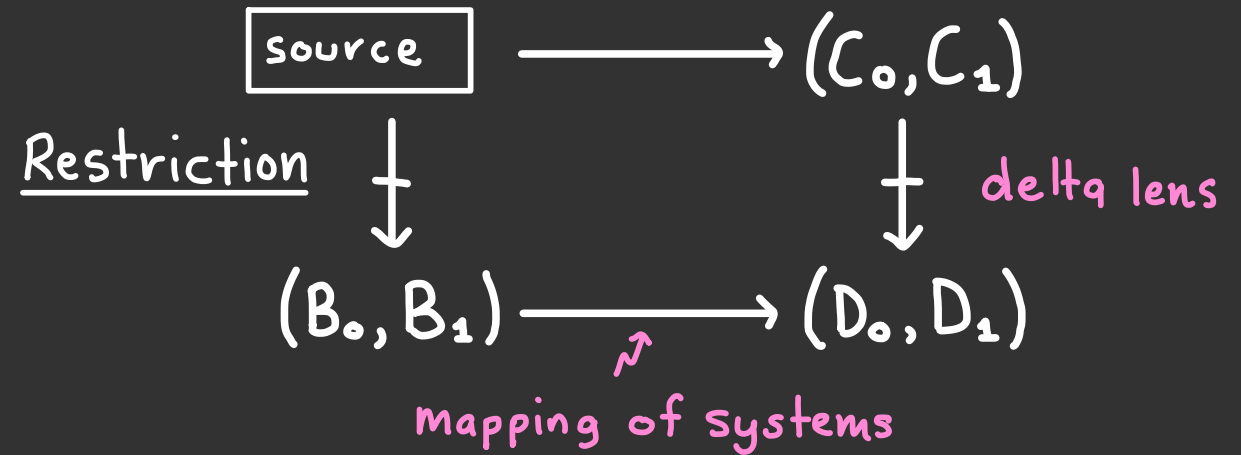 source (C₀, C₁)
Restriction
delta lens
(B₀, B₁) (D₀, D₁)
mapping of systems